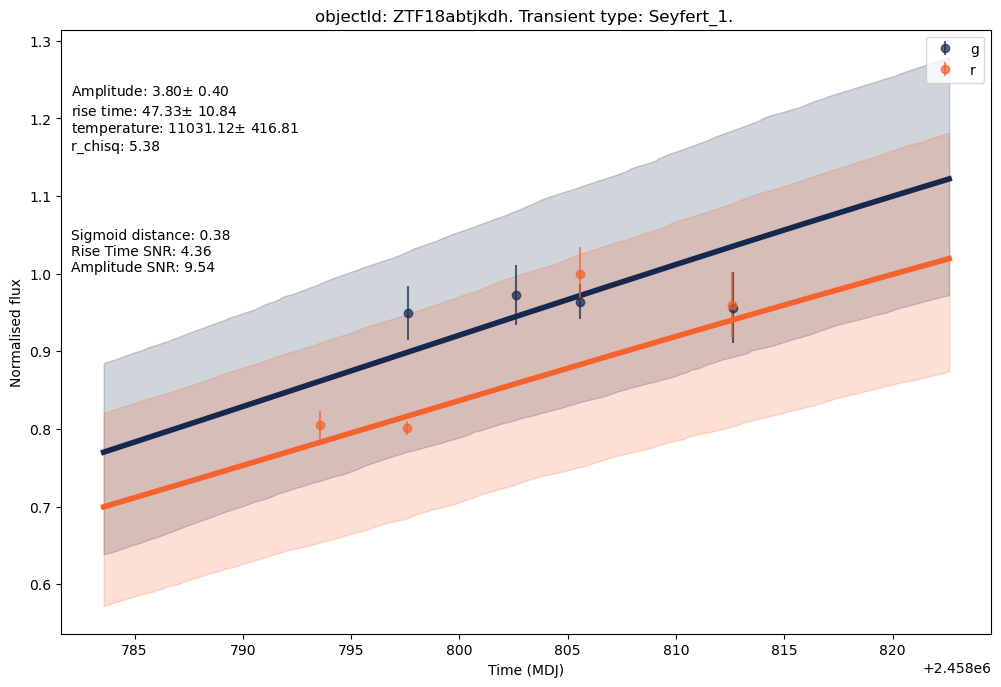 objectId: ZTF18abtjkdh. Transient type: Seyfert_1.
g
r
Amplitude: 3.80± 0.40
rise time: 47.33± 10.84
temperature: 11031.12± 416.81
r_chisq: 5.38
Sigmoid distance: 0.38
Rise Time SNR: 4.36
Amplitude SNR: 9.54
Normalised flux
1.3
1.2
1.1
1.0
0.9
0.8
0.7
0.6
785 790 795 800 805 810 815 820
Time (MDJ)
+2.458e6